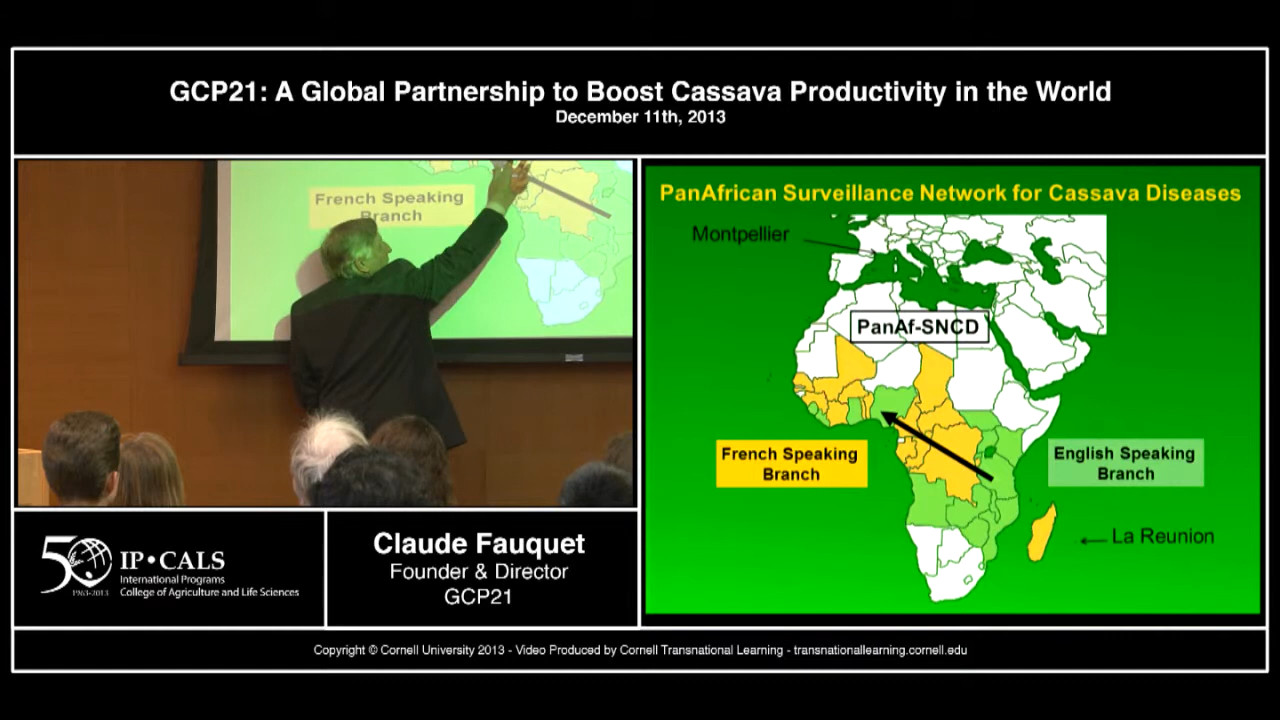 GCP21: A Global Partnership to Boost Cassava Productivity in the World
December 11th, 2013
French Speaking
Branch
PanAfrican Surveillance Network for Cassava Diseases
Montpellier
PanAf-SNCD
French Speaking
Branch
English Speaking
Branch
La Reunion
50
1963-2013
IP•CALS
International Programs
College of Agriculture and Life Sciences
Claude Fauquet
Founder & Director
GCP21
Copyright © Cornell University 2013 - Video Produced by Cornell Transnational Learning - transnationallearning.cornell.edu